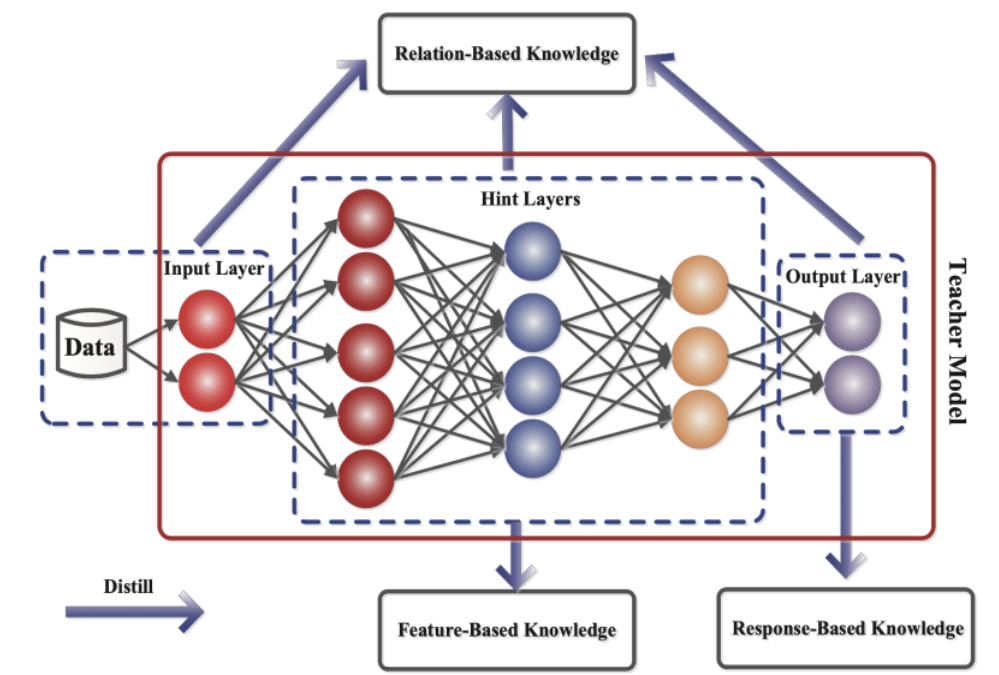 Relation-Based Knowledge
Hint Layers
Input Layer
Output Layer
Data
Teacher Model
Distill
Feature-Based Knowledge
Response-Based Knowledge